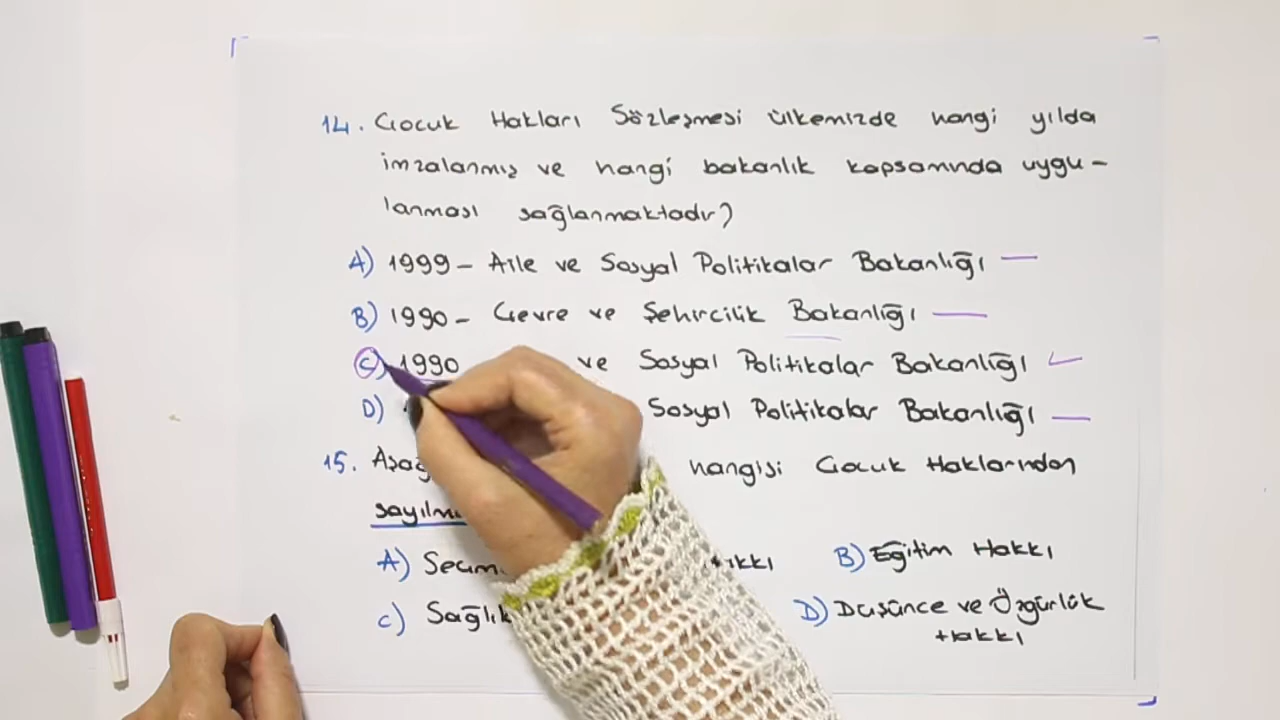 14. Çocuk Hakları Sözleşmesi ülkemizde hangi yılda
imzalanmış ve hangi bakanlık kapsamında uygu-
lanması sağlanmaktadır?
A) 1999 - Aile ve Sosyal Politikalar Bakanlığı
B) 1990 - Çevre ve Şehircilik Bakanlığı
C) 1990 ve Sosyal Politikalar Bakanlığı
D) Sosyal Politikalar Bakanlığı
15. hangisi Çocuk Haklarından
A) B) Eğitim Hakkı
C) Sağlık D) Düşünce ve Özgürlük
Hakkı